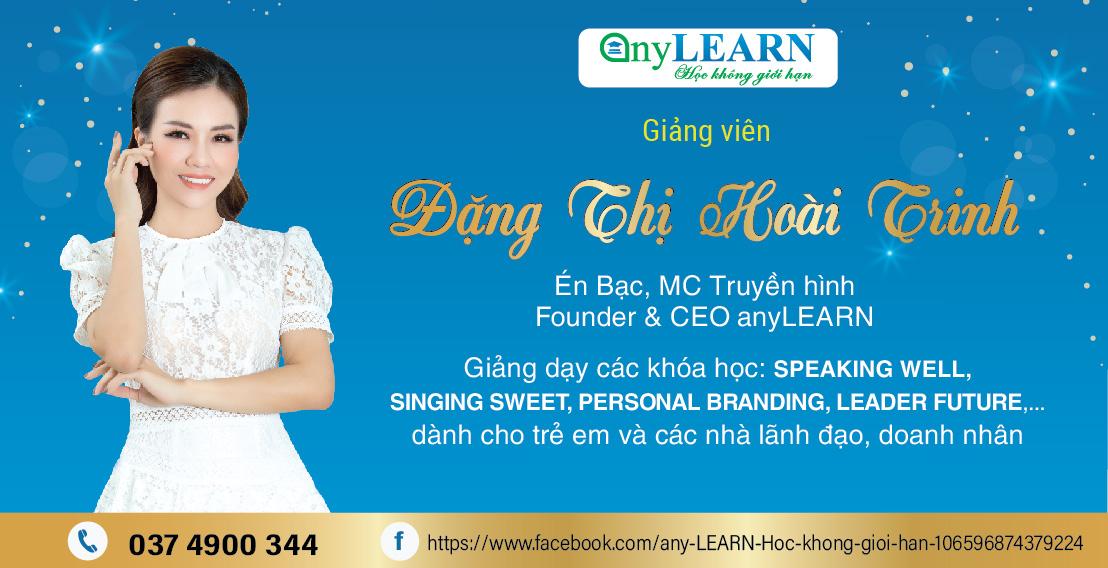 anyLEARN
Học không giới hạn
Giảng viên
Đặng Thị Hoài Trinh
Én Bạc, MC Truyền hình
Founder & CEO anyLEARN
Giảng dạy các khóa học: SPEAKING WELL,
SINGING SWEET, PERSONAL BRANDING, LEADER FUTURE,...
dành cho trẻ em và các nhà lãnh đạo, doanh nhân
037 4900 344
https://www.facebook.com/any-LEARN-Hoc-khong-gioi-han-106596874379224